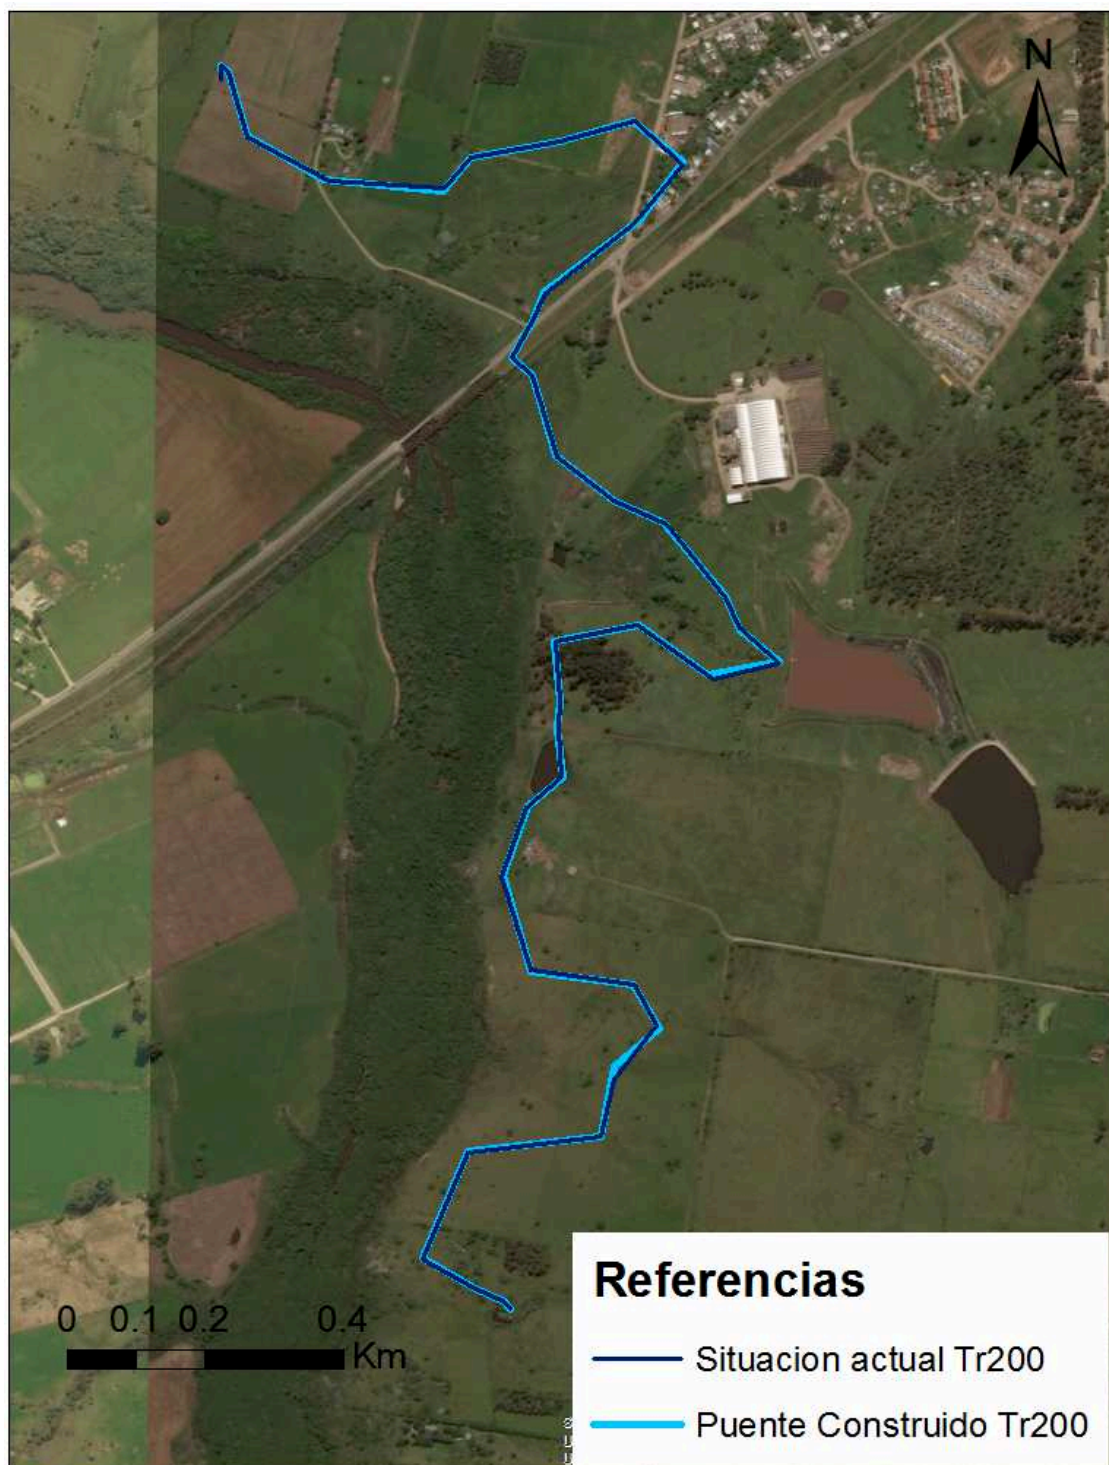 N
Referencias
0 0.1 0.2 0.4
Km
Situacion actual Tr200
Puente Construido Tr200